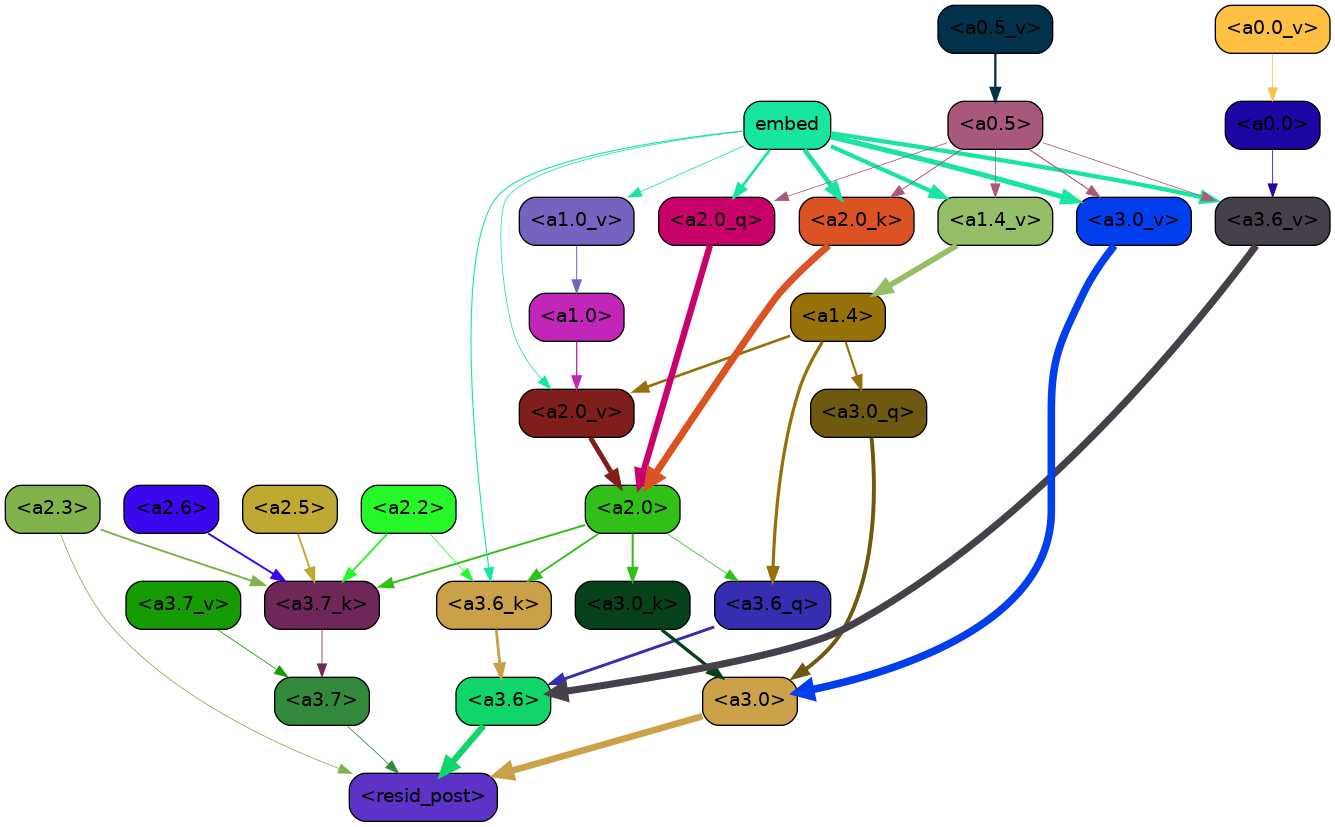 <a0.5_v> <a0.0_v>
embed <a0.5> <a0.0>
<a1.0_v> <a2.0_q> <a2.0_k> <a1.4_v> <a3.0_v> <a3.6_v>
<a1.0> <a1.4>
<a2.0_v> <a3.0_q>
<a2.3> <a2.6> <a2.5> <a2.2> <a2.0>
<a3.7_v> <a3.7_k> <a3.6_k> <a3.0_k> <a3.6_q>
<a3.7> <a3.6> <a3.0>
<resid_post>